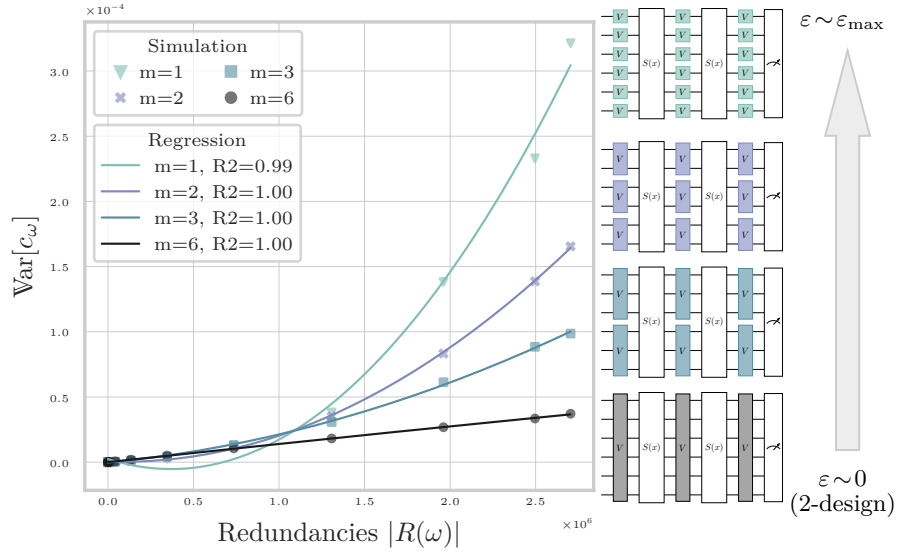 ×10⁻⁴
Simulation
m=1
m=3
m=2
m=6
Regression
m=1, R2=0.99
m=2, R2=1.00
m=3, R2=1.00
m=6, R2=1.00
3.0
2.5
2.0
1.5
1.0
0.5
0.0
Var[c_ω]
0.0 0.5 1.0 1.5 2.0 2.5
×10⁶
Redundancies |R(ω)|
V V V
V V V
V V V
S(x) S(x)
V V V
V V V
V V V
V V V
S(x) S(x)
V V V
V V V
V V V
S(x) S(x)
V V V
V S(x) V S(x) V
ε∼ε_max
ε∼0
(2-design)